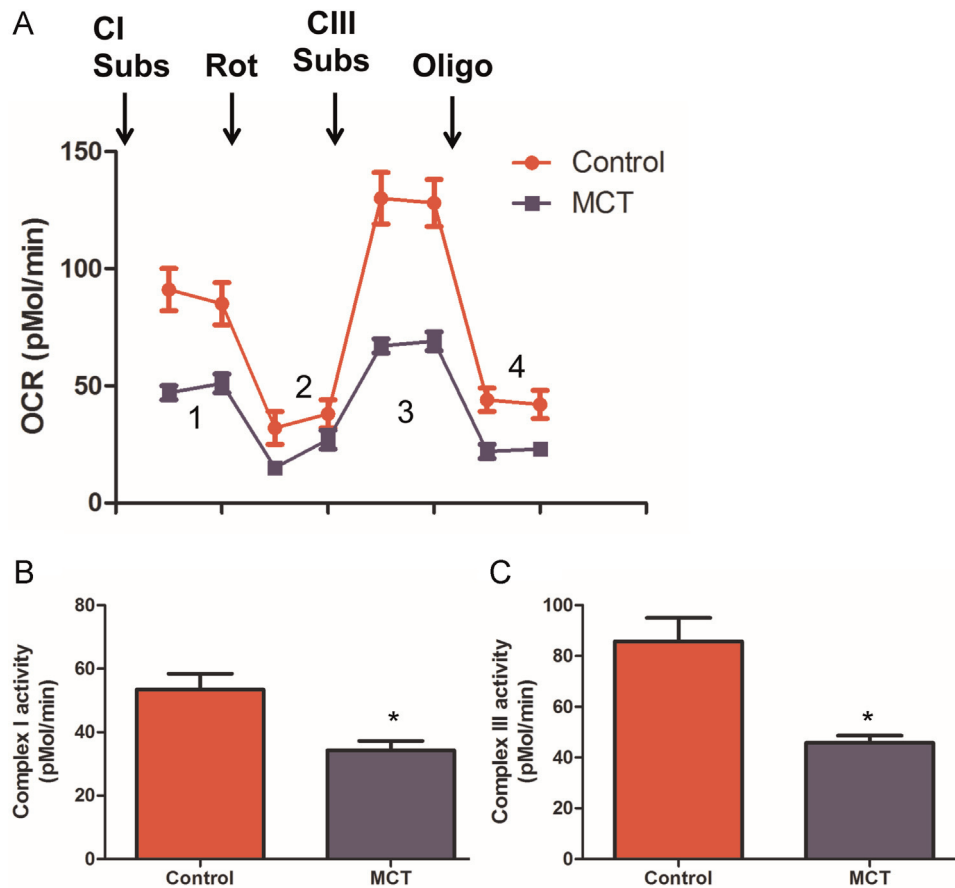 A
CI
Subs
Rot
CIII
Subs
Oligo
150
100
50
0
OCR (pMol/min)
Control
MCT
1
2
3
4
B
80
60
40
20
0
Complex I activity
(pMol/min)
*
Control
MCT
C
100
80
60
40
20
0
Complex III activity
(pMol/min)
*
Control
MCT